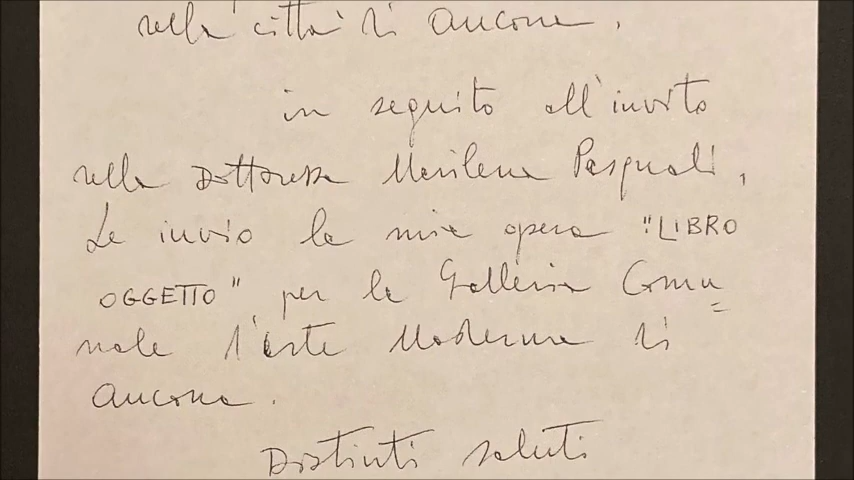 della città di Ancona.
in seguito all'invito
della Dottoressa Marilena Pasquali,
Le invio la mia opera "LIBRO
OGGETTO" per la Galleria Comu=
nale d'arte Moderna di
Ancona.
Distinti saluti